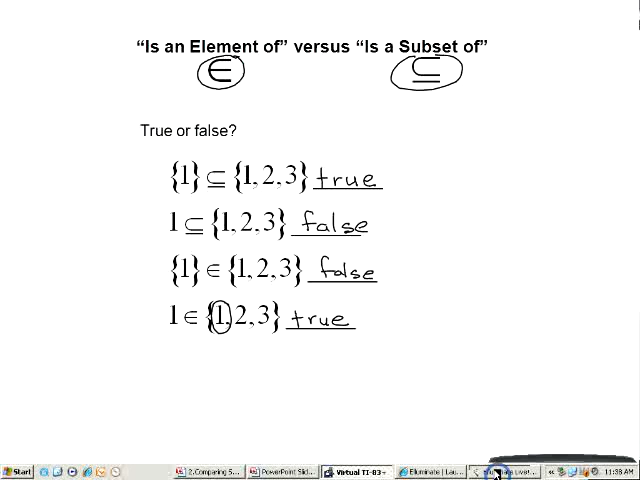 “Is an Element of” versus “Is a Subset of”
∈ ⊆
True or false?
{1} ⊆ {1, 2, 3} true
1 ⊆ {1, 2, 3} false
{1} ∈ {1, 2, 3} false
1 ∈ {1, 2, 3} true
Start 2.Comparing S... PowerPoint Slid... Virtual TI-83 Elluminate | Lau... Live! « 11:38 AM